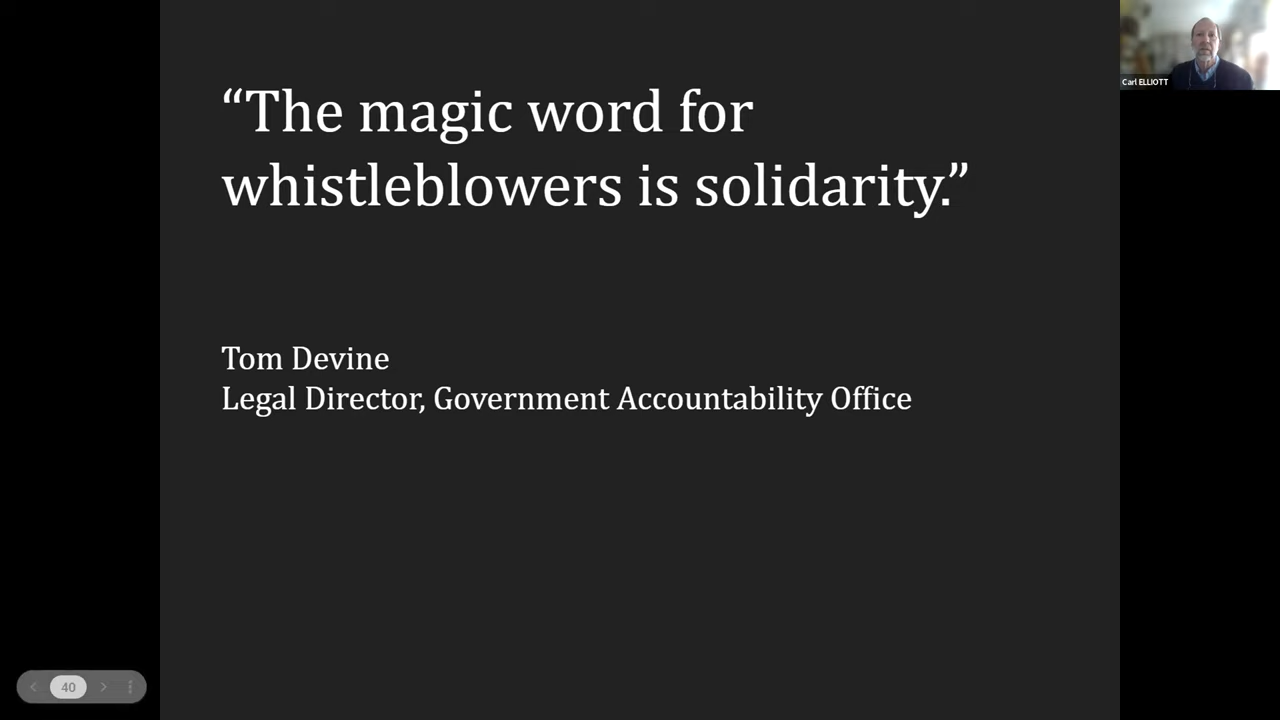 “The magic word for
whistleblowers is solidarity.”
Tom Devine
Legal Director, Government Accountability Office
Carl ELLIOTT
40